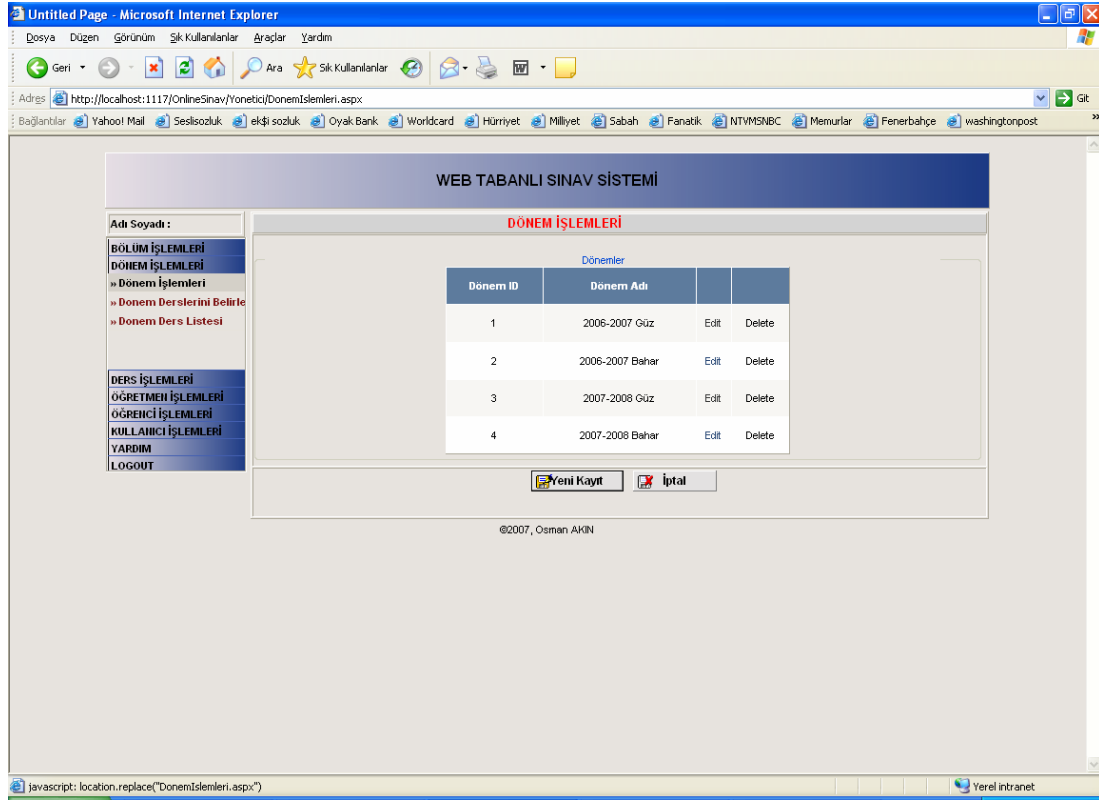 Untitled Page - Microsoft Internet Explorer
Dosya Düzen Görünüm Sık Kullanılanlar Araçlar Yardım
Geri Ara Sık Kullanılanlar
Adres http://localhost:1117/OnlineSinav/Yonetici/DonemIslemleri.aspx Git
Bağlantılar Yahoo! Mail Seslisozluk ek$i sozluk Oyak Bank Worldcard Hürriyet Milliyet Sabah Fanatik NTVMSNBC Memurlar Fenerbahçe washingtonpost »
WEB TABANLI SINAV SİSTEMİ
Adı Soyadı :
BÖLÜM İŞLEMLERİ
DÖNEM İŞLEMLERİ
» Dönem İşlemleri
» Donem Derslerini Belirle
» Donem Ders Listesi
DERS İŞLEMLERİ
ÖĞRETMEN İŞLEMLERİ
ÖĞRENCİ İŞLEMLERİ
KULLANICI İŞLEMLERİ
YARDIM
LOGOUT
DÖNEM İŞLEMLERİ
Dönemler
Dönem ID Dönem Adı
1 2006-2007 Güz Edit Delete
2 2006-2007 Bahar Edit Delete
3 2007-2008 Güz Edit Delete
4 2007-2008 Bahar Edit Delete
Yeni Kayıt İptal
©2007, Osman AKIN
javascript: location.replace("DonemIslemleri.aspx") Yerel intranet